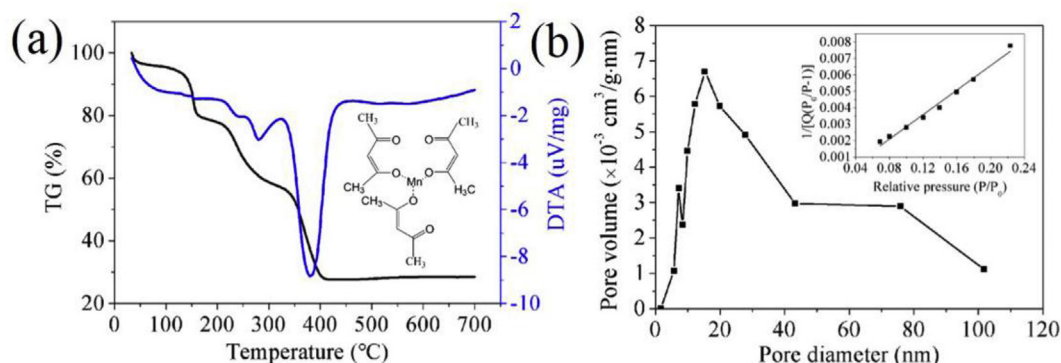 (a)
100
80
60
40
20
TG (%)
0
100
200
300
400
500
600
700
Temperature (℃)
2
0
-2
-4
-6
-8
-10
DTA (uV/mg)
CH₃
O
O
CH₃
H₃C
O
Mn
O
CH₃
O
CH₃
O
CH₃
(b)
8
7
6
5
4
3
2
1
0
Pore volume (×10⁻³ cm³/g·nm)
0
20
40
60
80
100
120
Pore diameter (nm)
0.008
0.007
0.006
0.005
0.004
0.003
0.002
0.001
1/[Q(P₀/P-1)]
0.04
0.08
0.12
0.16
0.20
0.24
Relative pressure (P/P₀)